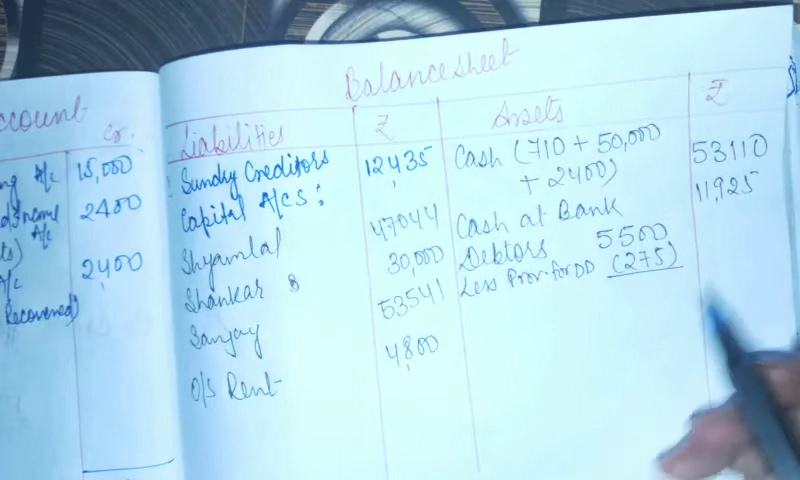 Balance sheet
ccount
Cr.
ng A/c 15,000
2400
A/c
ts)
A/c 2400
Recovered)
Liabilities ₹ Assets ₹
Sundry Creditors 12435 Cash (710 + 50,000
+ 2400) 53110
Capital A/cs: Cash at Bank 11,925
Shyamlal 47044 Debtors 5500
Shankar 30,000 Less Prov. for DD (275)
Sanjay 53541
O/S Rent 4800